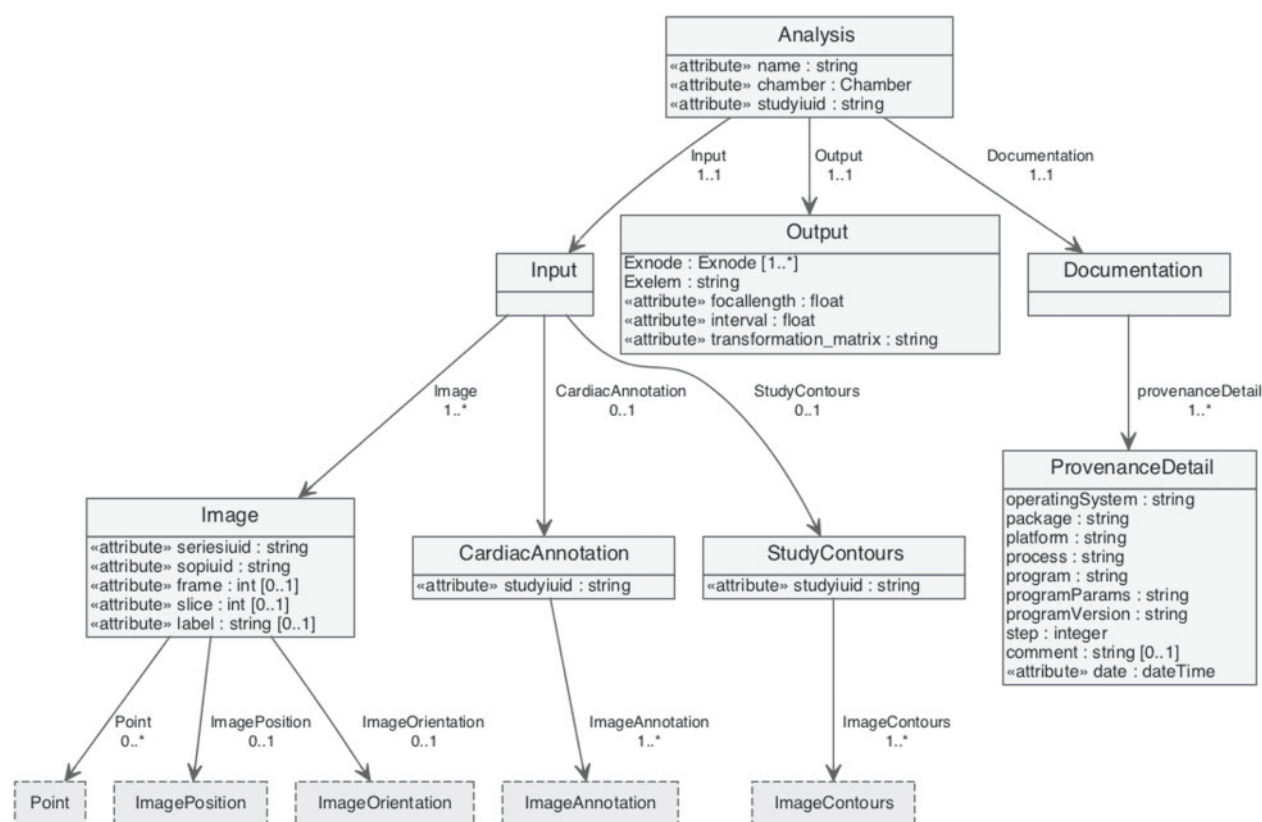 Analysis
«attribute» name : string
«attribute» chamber : Chamber
«attribute» studyiuid : string
Input
1..1
Output
1..1
Documentation
1..1
Input
Output
Exnode : Exnode [1..*]
Exelem : string
«attribute» focallength : float
«attribute» interval : float
«attribute» transformation_matrix : string
Documentation
Image
1..*
CardiacAnnotation
0..1
StudyContours
0..1
provenanceDetail
1..*
Image
«attribute» seriesiuid : string
«attribute» sopiuid : string
«attribute» frame : int [0..1]
«attribute» slice : int [0..1]
«attribute» label : string [0..1]
CardiacAnnotation
«attribute» studyiuid : string
StudyContours
«attribute» studyiuid : string
ProvenanceDetail
operatingSystem : string
package : string
platform : string
process : string
program : string
programParams : string
programVersion : string
step : integer
comment : string [0..1]
«attribute» date : dateTime
Point
0..*
ImagePosition
0..1
ImageOrientation
0..1
ImageAnnotation
1..*
ImageContours
1..*
Point
ImagePosition
ImageOrientation
ImageAnnotation
ImageContours